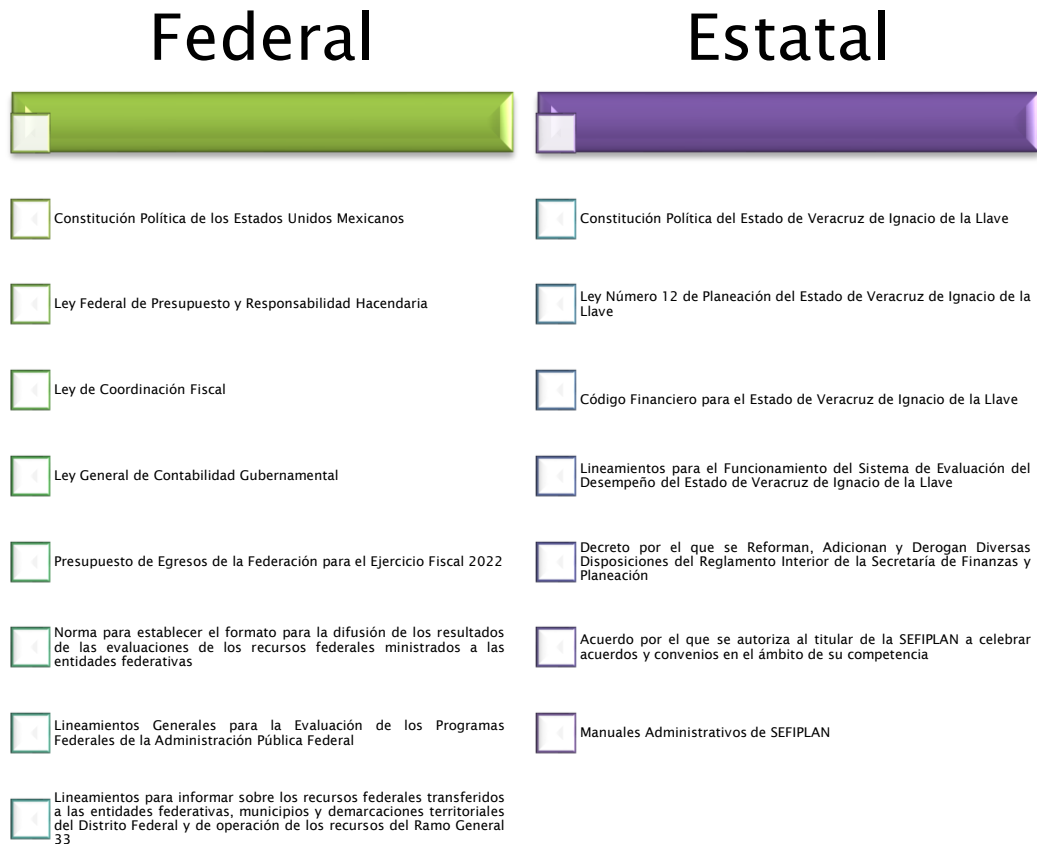 Federal
Constitución Política de los Estados Unidos Mexicanos
Ley Federal de Presupuesto y Responsabilidad Hacendaria
Ley de Coordinación Fiscal
Ley General de Contabilidad Gubernamental
Presupuesto de Egresos de la Federación para el Ejercicio Fiscal 2022
Norma para establecer el formato para la difusión de los resultados
de las evaluaciones de los recursos federales ministrados a las
entidades federativas
Lineamientos Generales para la Evaluación de los Programas
Federales de la Administración Pública Federal
Lineamientos para informar sobre los recursos federales transferidos
a las entidades federativas, municipios y demarcaciones territoriales
del Distrito Federal y de operación de los recursos del Ramo General
33
Estatal
Constitución Política del Estado de Veracruz de Ignacio de la Llave
Ley Número 12 de Planeación del Estado de Veracruz de Ignacio de la
Llave
Código Financiero para el Estado de Veracruz de Ignacio de la Llave
Lineamientos para el Funcionamiento del Sistema de Evaluación del
Desempeño del Estado de Veracruz de Ignacio de la Llave
Decreto por el que se Reforman, Adicionan y Derogan Diversas
Disposiciones del Reglamento Interior de la Secretaría de Finanzas y
Planeación
Acuerdo por el que se autoriza al titular de la SEFIPLAN a celebrar
acuerdos y convenios en el ámbito de su competencia
Manuales Administrativos de SEFIPLAN